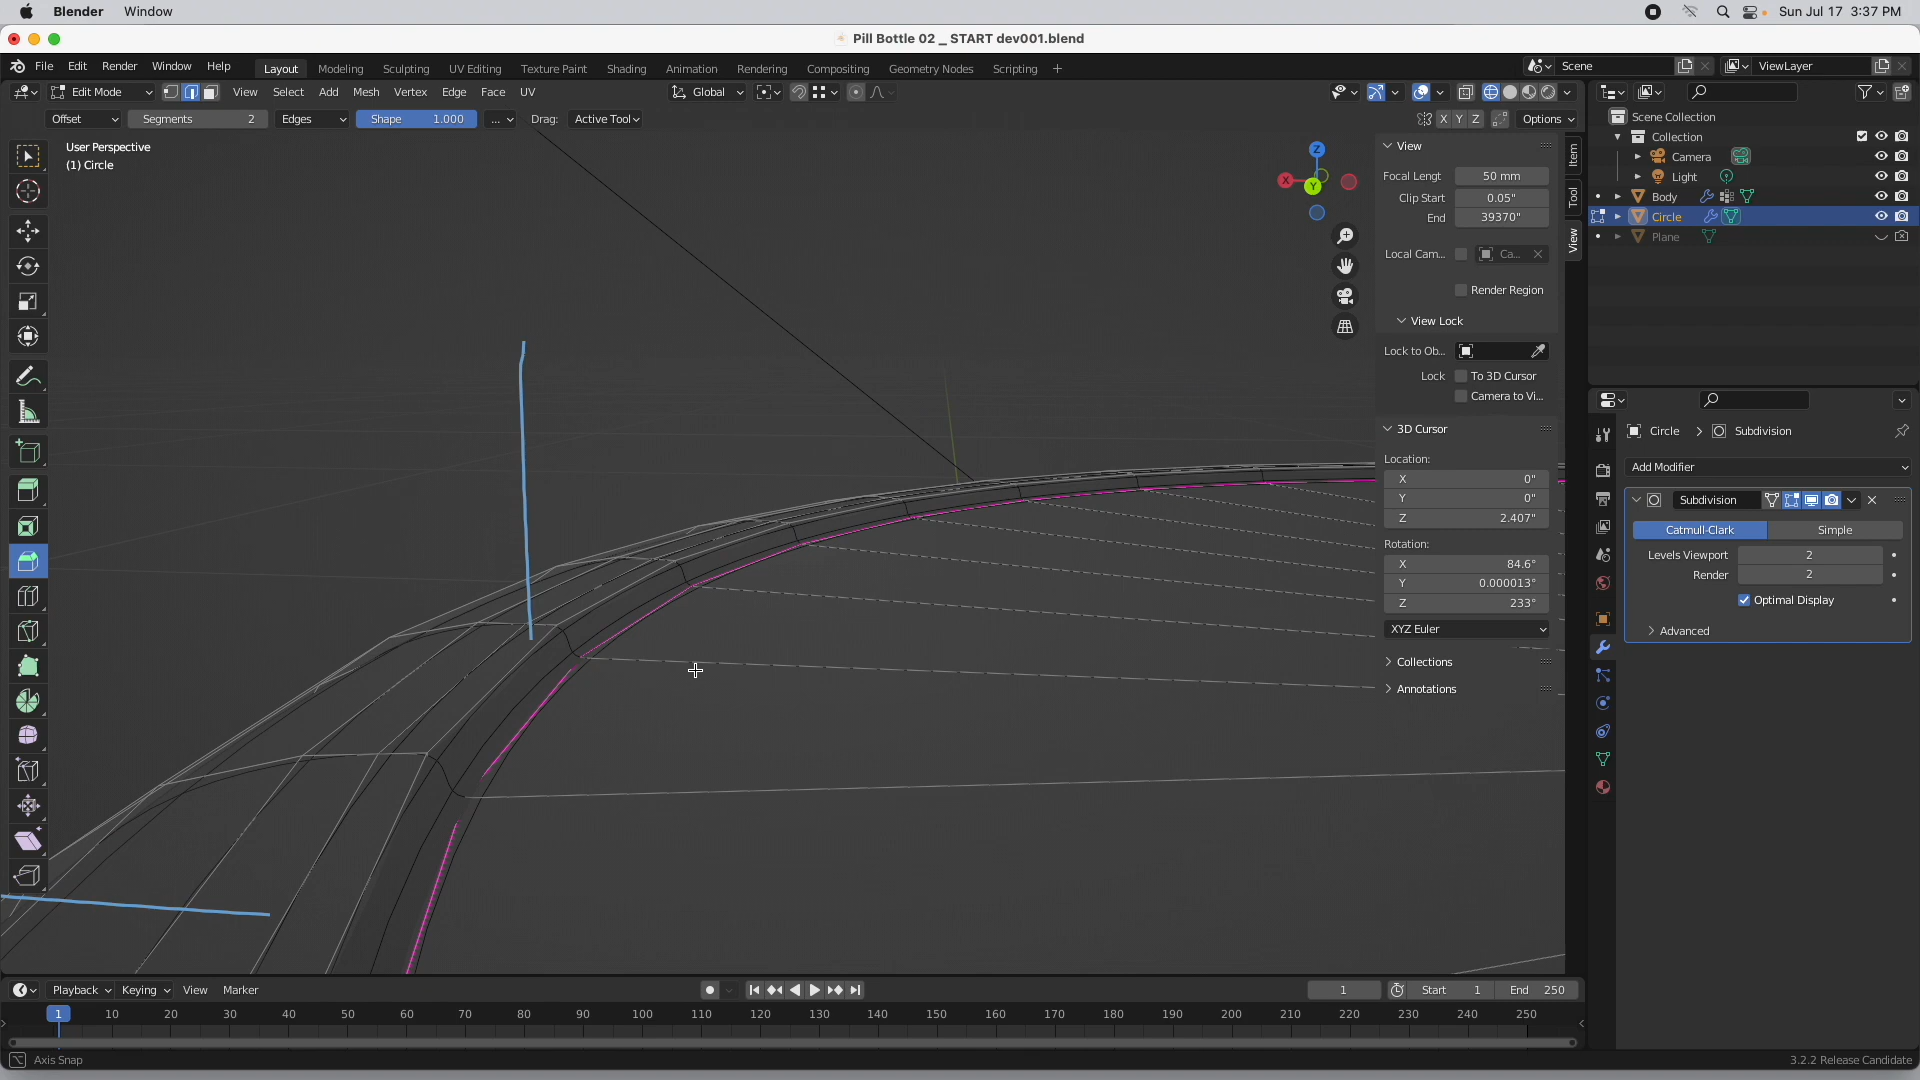 Blender Window Sun Jul 17 3:37 PM
Pill Bottle 02 _ START dev001.blend
File Edit Render Window Help Layout Modeling Sculpting UV Editing Texture Paint Shading Animation Rendering Compositing Geometry Nodes Scripting + Scene ViewLayer
Edit Mode View Select Add Mesh Vertex Edge Face UV Global
Offset Segments 2 Edges Shape 1.000 ... Drag: Active Tool X Y Z Options
User Perspective
(1) Circle
Z
X
Y
View
Focal Lengt 50 mm
Clip Start 0.05"
End 39370"
Local Cam... Ca...
Render Region
View Lock
Lock to Ob...
Lock To 3D Cursor
Camera to Vi...
3D Cursor
Location:
X 0"
Y 0"
Z 2.407"
Rotation:
X 84.6°
Y 0.000013°
Z 233°
XYZ Euler
Collections
Annotations
Item
Tool
View
Scene Collection
Collection
Camera
Light
Body
Circle
Plane
Circle > Subdivision
Add Modifier
Subdivision
Catmull-Clark Simple
Levels Viewport 2
Render 2
Optimal Display
Advanced
Playback Keying View Marker 1 Start 1 End 250
1 10 20 30 40 50 60 70 80 90 100 110 120 130 140 150 160 170 180 190 200 210 220 230 240 250
Axis Snap 3.2.2 Release Candidate